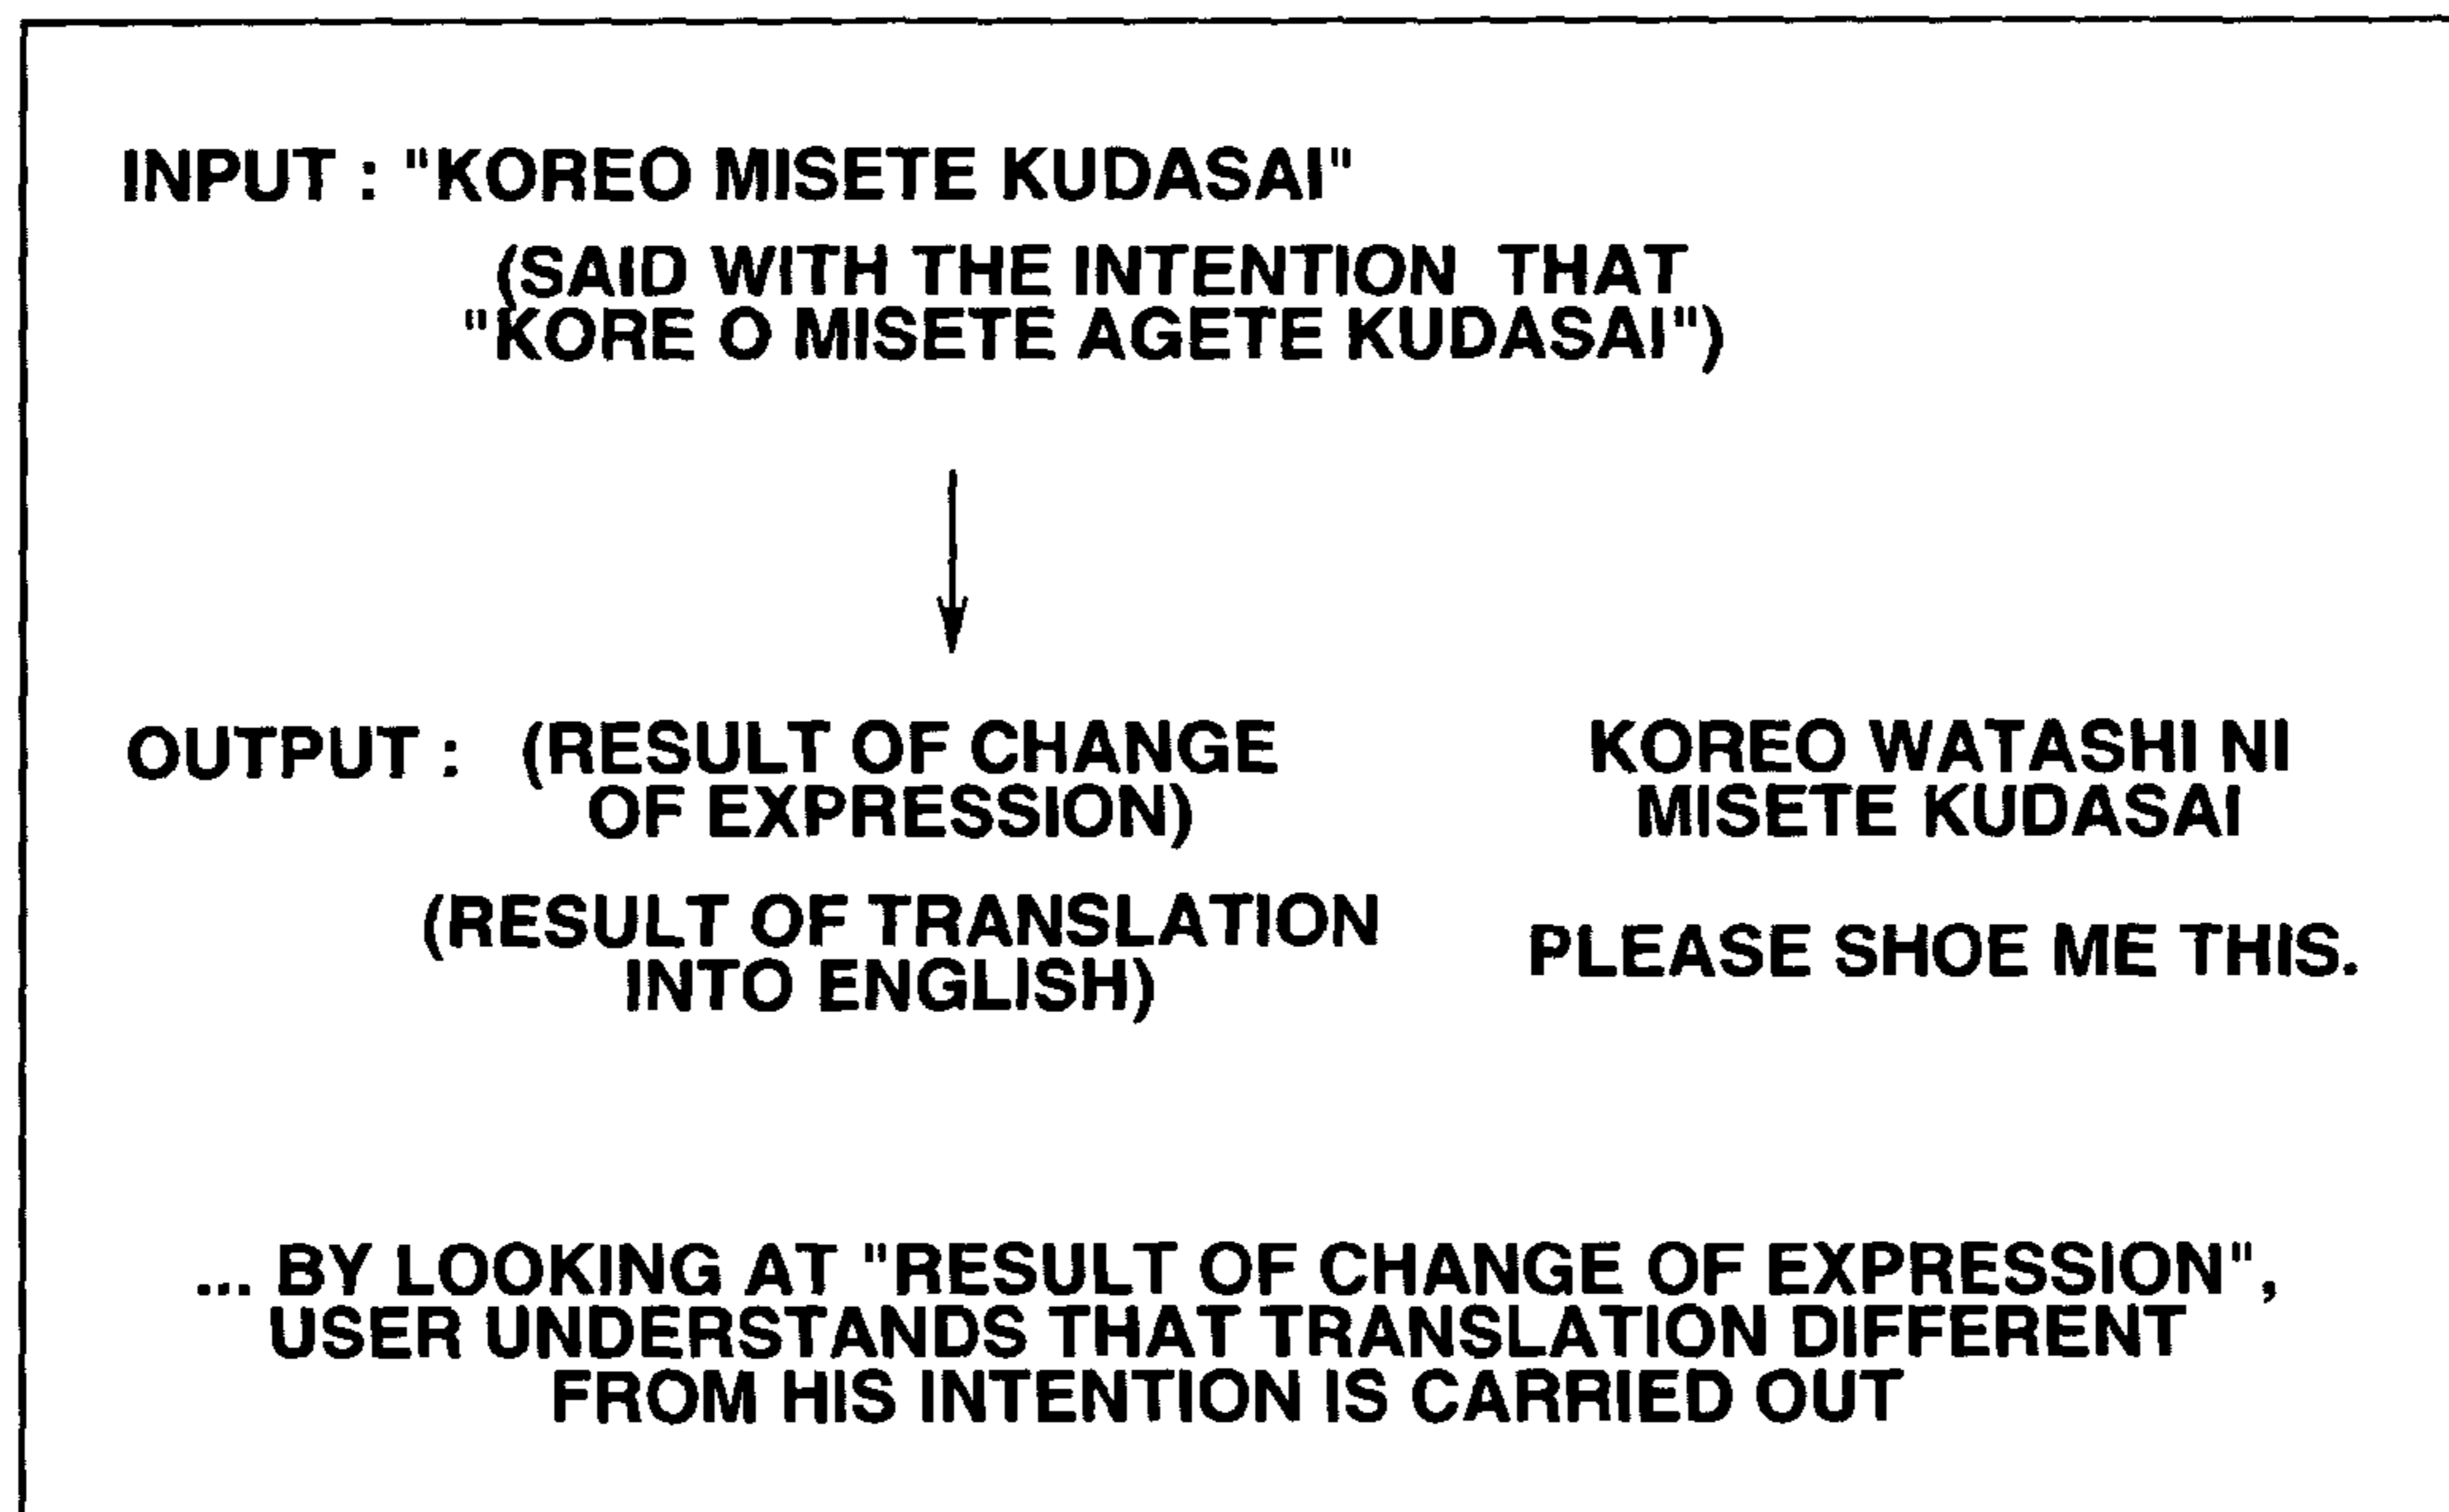 INPUT : "KOREO MISETE KUDASAI"
(SAID WITH THE INTENTION THAT
"KORE O MISETE AGETE KUDASAI")
OUTPUT : (RESULT OF CHANGE
OF EXPRESSION)
KOREO WATASHI NI
MISETE KUDASAI
(RESULT OF TRANSLATION
INTO ENGLISH)
PLEASE SHOE ME THIS.
... BY LOOKING AT "RESULT OF CHANGE OF EXPRESSION",
USER UNDERSTANDS THAT TRANSLATION DIFFERENT
FROM HIS INTENTION IS CARRIED OUT